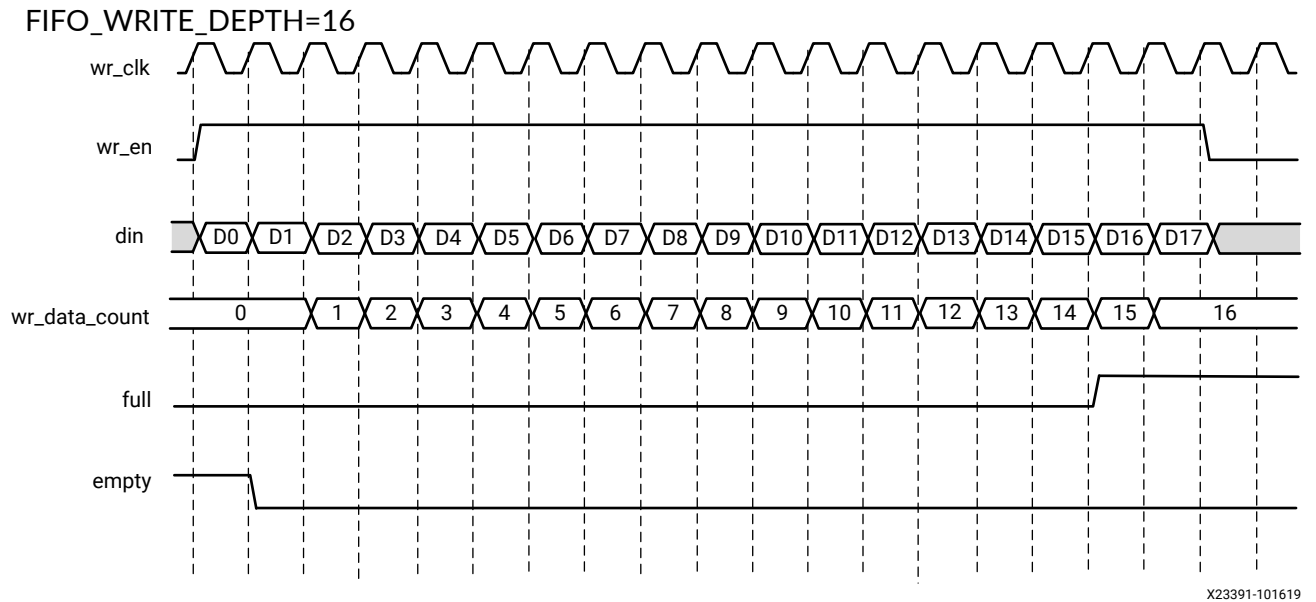 FIFO_WRITE_DEPTH=16
wr_clk
wr_en
din D0 D1 D2 D3 D4 D5 D6 D7 D8 D9 D10 D11 D12 D13 D14 D15 D16 D17
wr_data_count 0 1 2 3 4 5 6 7 8 9 10 11 12 13 14 15 16
full
empty
X23391-101619